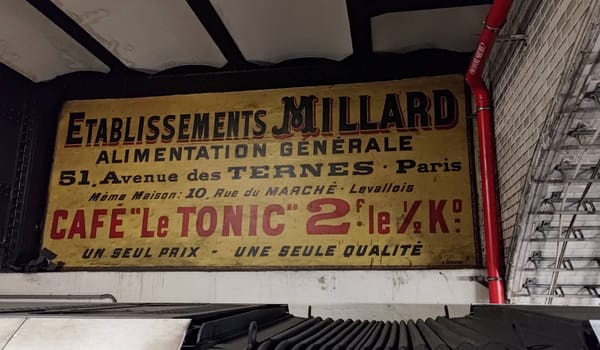 ETABLISSEMENTS MILLARD
ALIMENTATION GÉNÉRALE
51, Avenue des TERNES · Paris
Même Maison: 10, Rue du MARCHÉ · Levallois
CAFÉ "Le TONIC" 2f. le ½ Ko
UN SEUL PRIX - UNE SEULE QUALITÉ